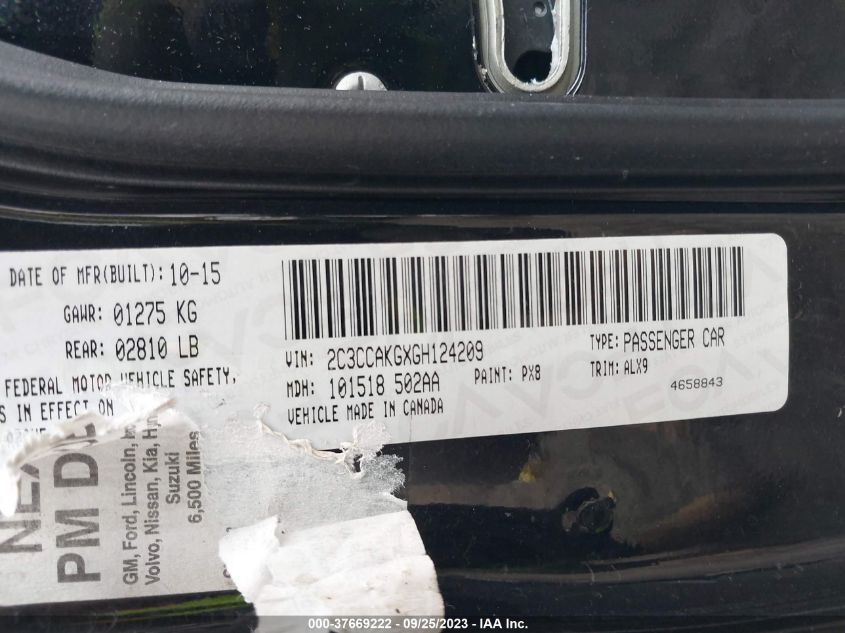 DATE OF MFR(BUILT): 10-15
GAWR: 01275 KG
REAR: 02810 LB
FEDERAL MOTOR VEHICLE SAFETY,
S IN EFFECT ON
VIN: 2C3CCAKGXGH124209
TYPE: PASSENGER CAR
MDH: 101518 502AA
PAINT: PX8
TRIM: ALX9
VEHICLE MADE IN CANADA
4658843
PM D
GM, Ford, Lincoln,
Volvo, Nissan, Kia,
Suzuki
6,500 Miles
000-37669222 - 09/25/2023 - IAA Inc.